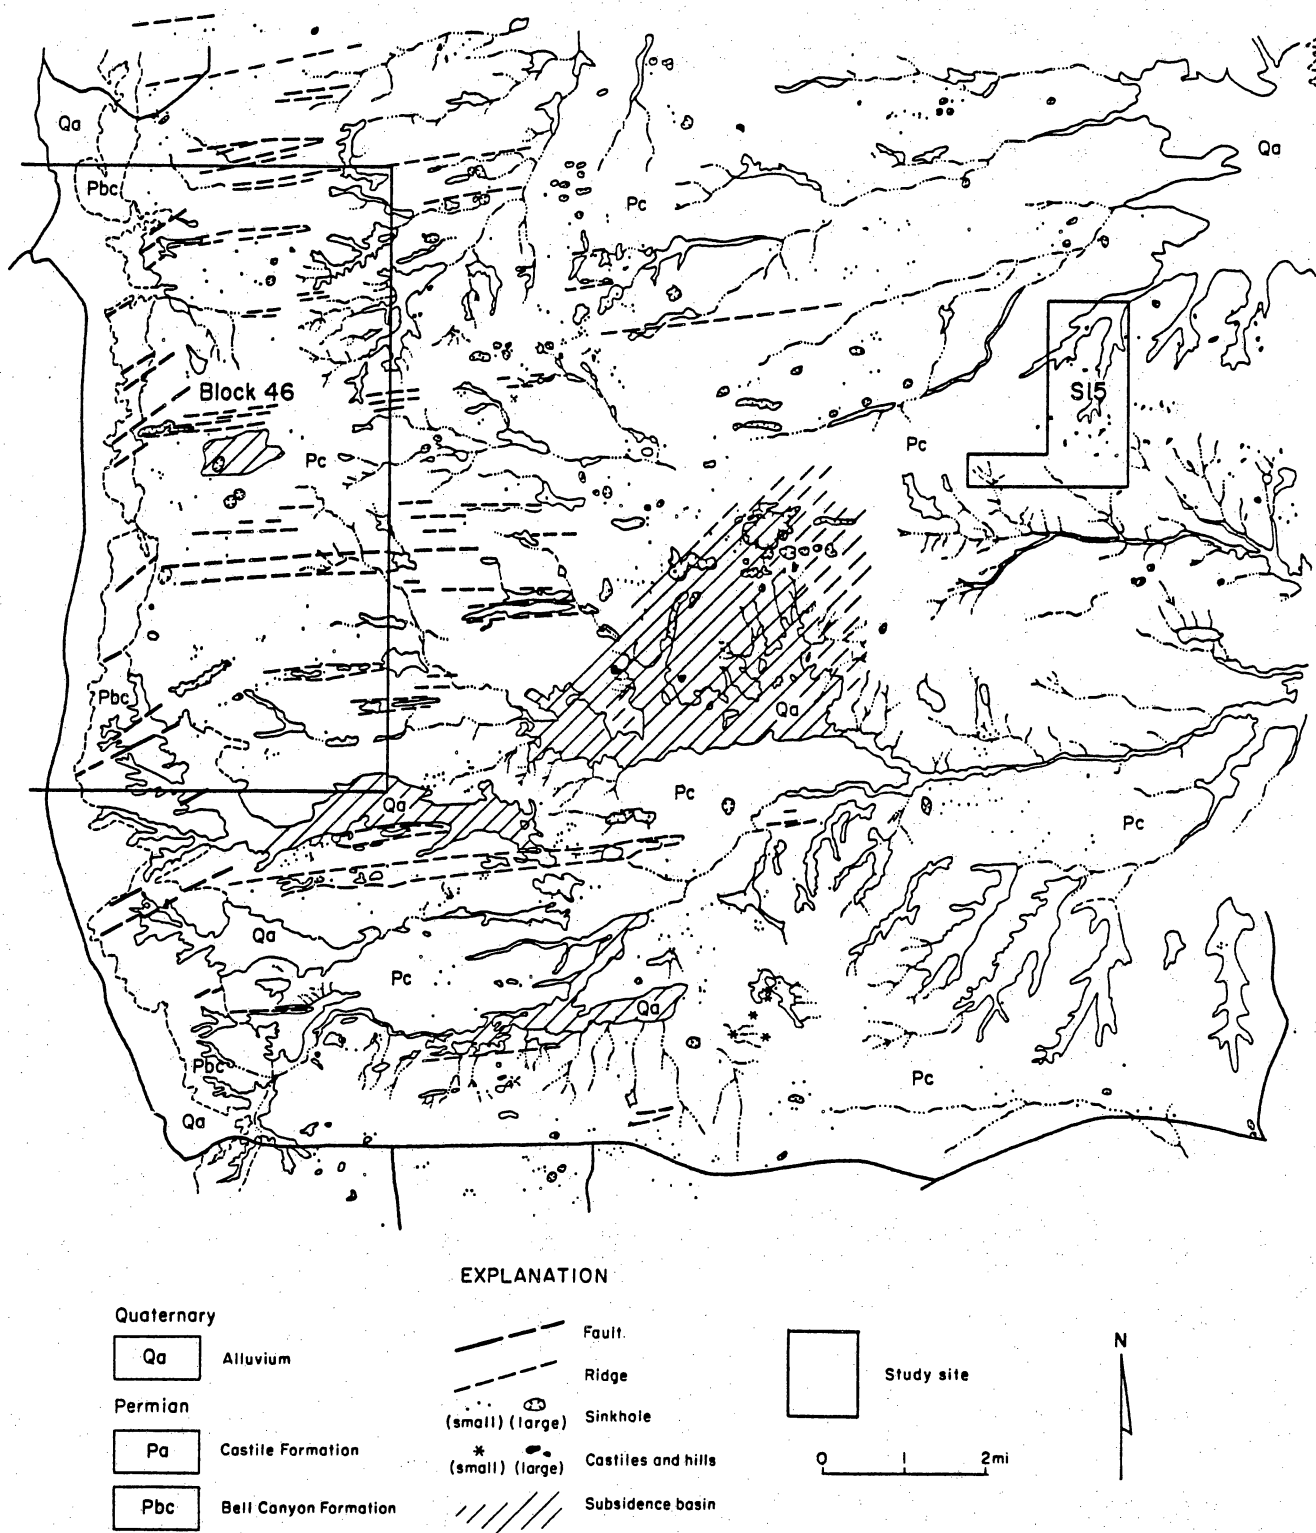 Qa
Qa
Pbc
Pc
Block 46
S15
Pc
Pc
Pbc
Qa
Qa
Pc
Pc
Qa
Pc
Qa
Pbc
Pc
Qa
EXPLANATION
Quaternary
Qa Alluvium
Permian
Pa Castile Formation
Pbc Bell Canyon Formation
Fault
Ridge
(small) (large) Sinkhole
* (small) (large) Castiles and hills
Subsidence basin
Study site
0 1 2mi
N